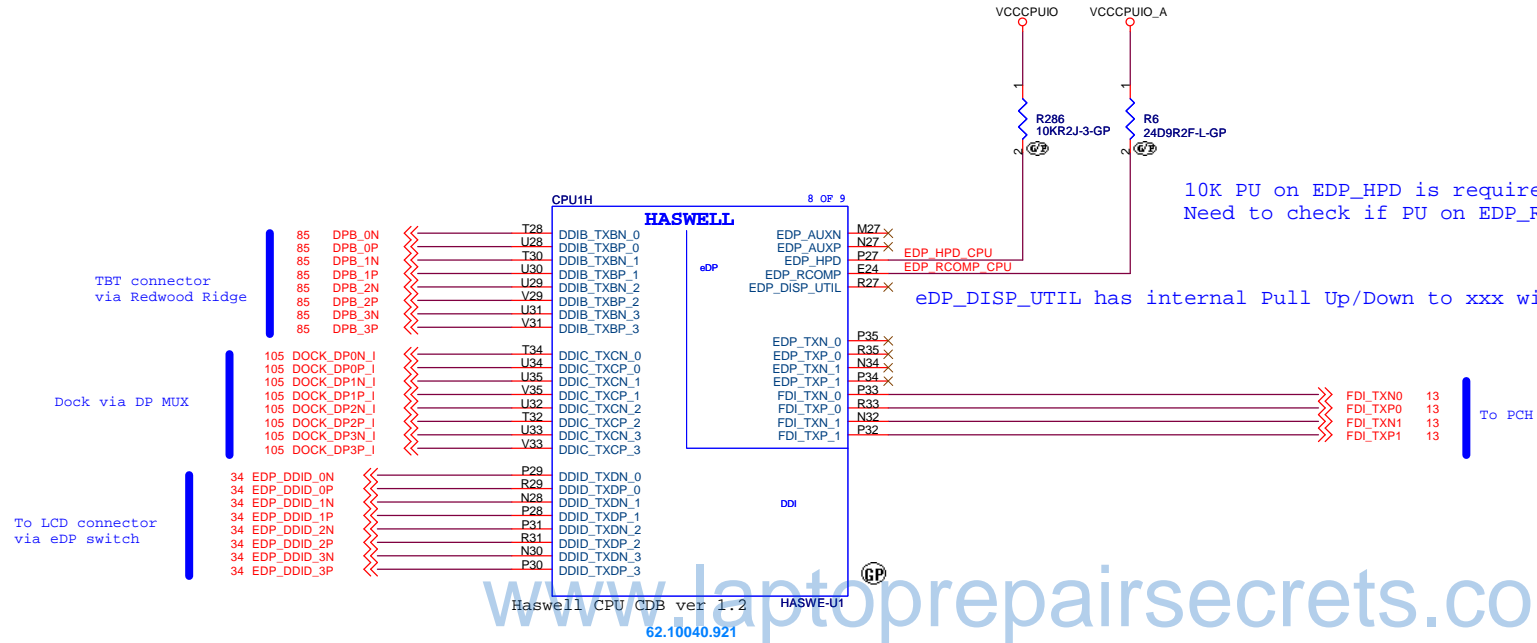 VCCCPUIO VCCCPUIO_A
1 1
R286 R6
10KR2J-3-GP 24D9R2F-L-GP
2 G/P 2 G/P
10K PU on EDP_HPD is require
Need to check if PU on EDP_R
CPU1H 8 OF 9
HASWELL
eDP
DDI
TBT connector
via Redwood Ridge
85 DPB_0N T28 DDIB_TXBN_0
85 DPB_0P U28 DDIB_TXBP_0
85 DPB_1N T30 DDIB_TXBN_1
85 DPB_1P U30 DDIB_TXBP_1
85 DPB_2N U29 DDIB_TXBN_2
85 DPB_2P V29 DDIB_TXBP_2
85 DPB_3N U31 DDIB_TXBN_3
85 DPB_3P V31 DDIB_TXBP_3
Dock via DP MUX
105 DOCK_DP0N_I T34 DDIC_TXCN_0
105 DOCK_DP0P_I U34 DDIC_TXCP_0
105 DOCK_DP1N_I U35 DDIC_TXCN_1
105 DOCK_DP1P_I V35 DDIC_TXCP_1
105 DOCK_DP2N_I U32 DDIC_TXCN_2
105 DOCK_DP2P_I T32 DDIC_TXCP_2
105 DOCK_DP3N_I U33 DDIC_TXCN_3
105 DOCK_DP3P_I V33 DDIC_TXCP_3
To LCD connector
via eDP switch
34 EDP_DDID_0N P29 DDID_TXDN_0
34 EDP_DDID_0P R29 DDID_TXDP_0
34 EDP_DDID_1N N28 DDID_TXDN_1
34 EDP_DDID_1P P28 DDID_TXDP_1
34 EDP_DDID_2N P31 DDID_TXDN_2
34 EDP_DDID_2P R31 DDID_TXDP_2
34 EDP_DDID_3N N30 DDID_TXDN_3
34 EDP_DDID_3P P30 DDID_TXDP_3
EDP_AUXN M27
EDP_AUXP N27
EDP_HPD P27 EDP_HPD_CPU
EDP_RCOMP E24 EDP_RCOMP_CPU
EDP_DISP_UTIL R27
eDP_DISP_UTIL has internal Pull Up/Down to xxx wi
EDP_TXN_0 P35
EDP_TXP_0 R35
EDP_TXN_1 N34
EDP_TXP_1 P34
FDI_TXN_0 P33 FDI_TXN0 13
FDI_TXP_0 R33 FDI_TXP0 13
FDI_TXN_1 N32 FDI_TXN1 13
FDI_TXP_1 P32 FDI_TXP1 13
To PCH
GP
www.laptoprepairsecrets.co
Haswell CPU CDB ver 1.2 HASWE-U1
62.10040.921